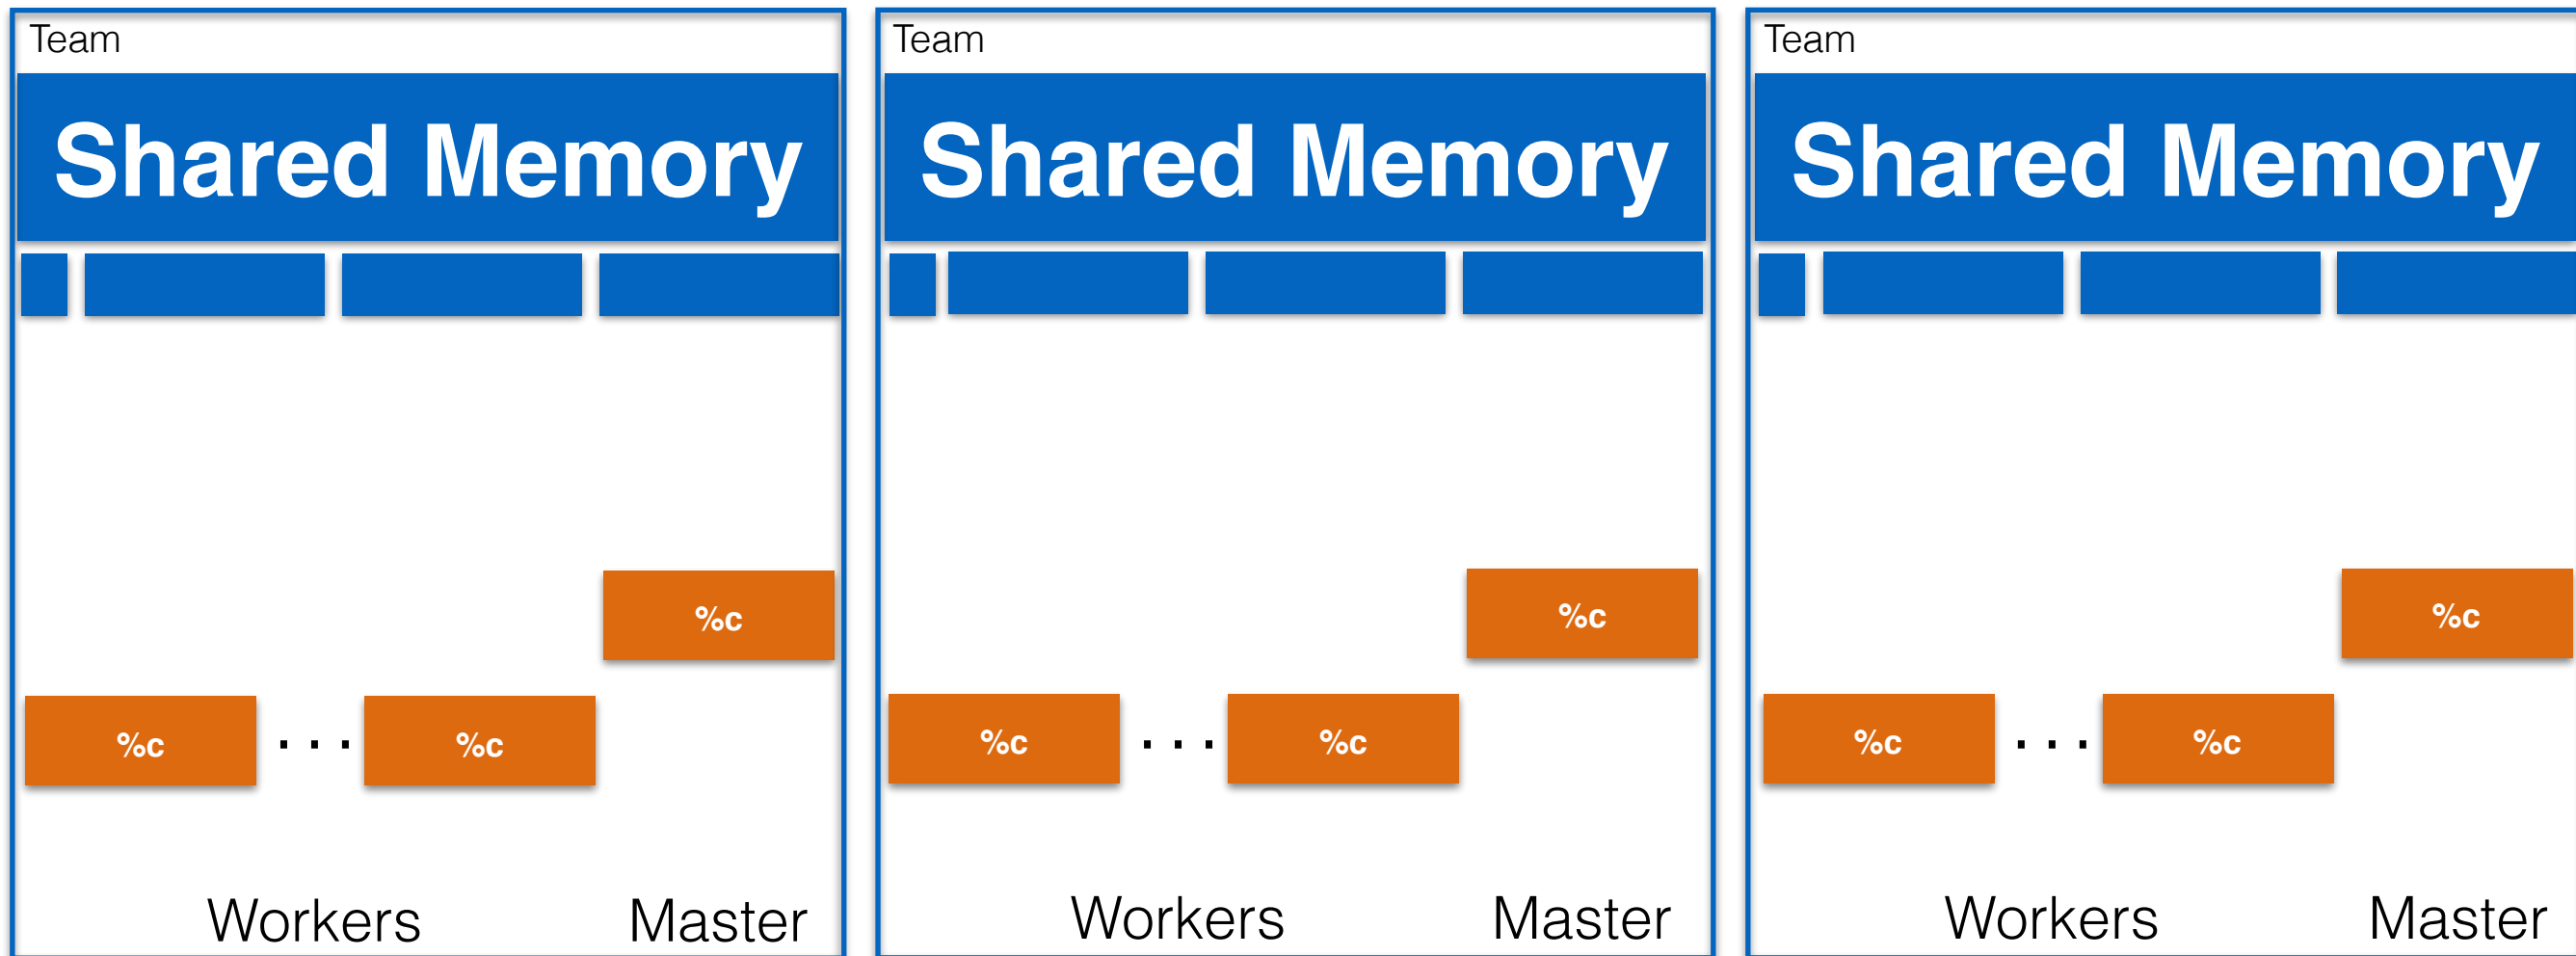 Team
Shared Memory
%c
%c ... %c
Workers Master
Team
Shared Memory
%c
%c ... %c
Workers Master
Team
Shared Memory
%c
%c ... %c
Workers Master